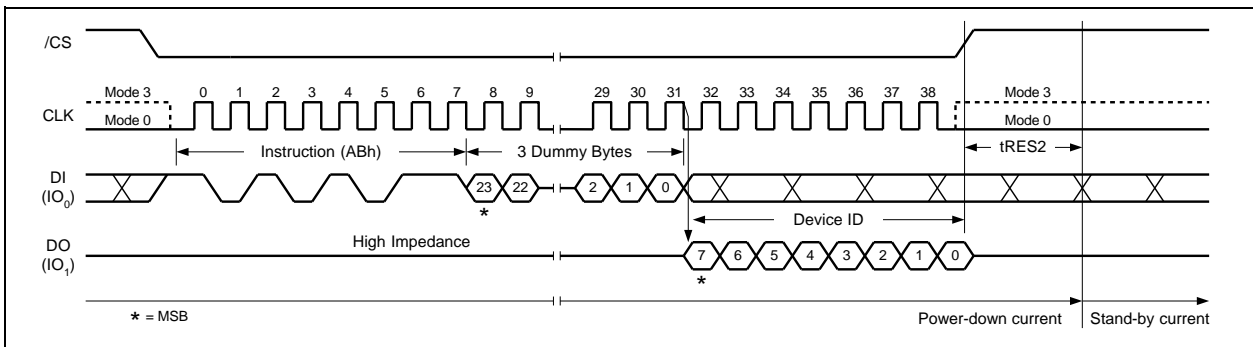 /CS
Mode 3 0 1 2 3 4 5 6 7 8 9 29 30 31 32 33 34 35 36 37 38 Mode 3
CLK
Mode 0 Mode 0
Instruction (ABh) 3 Dummy Bytes tRES2
DI
(IO0)
23 22 2 1 0
*
Device ID
High Impedance
DO
(IO1)
7 6 5 4 3 2 1 0
*
* = MSB
Power-down current Stand-by current